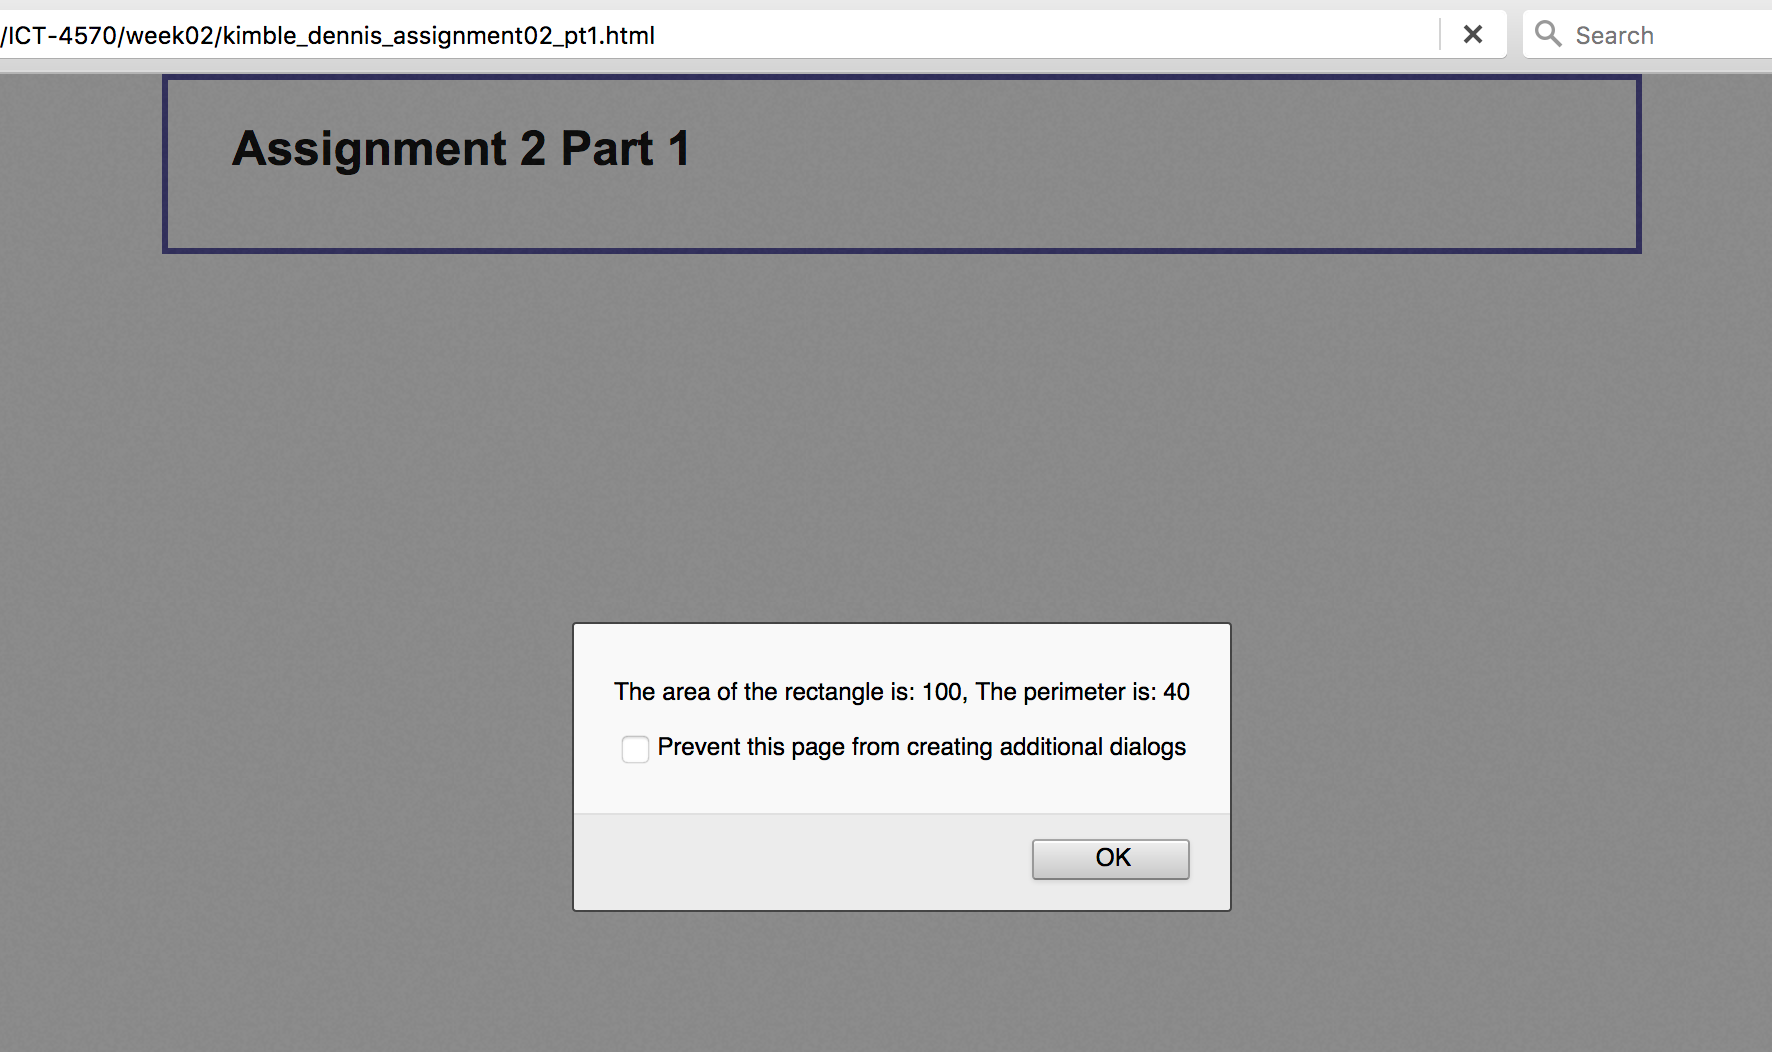 /ICT-4570/week02/kimble_dennis_assignment02_pt1.html
Search
Assignment 2 Part 1
The area of the rectangle is: 100, The perimeter is: 40
Prevent this page from creating additional dialogs
OK